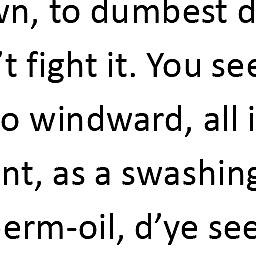 wn, to dumbest d
't fight it. You see
o windward, all i
nt, as a swashing
erm-oil, d'ye see